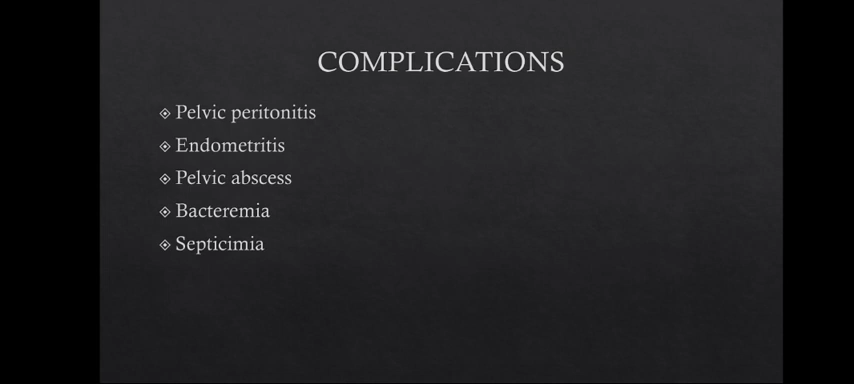 COMPLICATIONS
Pelvic peritonitis
Endometritis
Pelvic abscess
Bacteremia
Septicimia